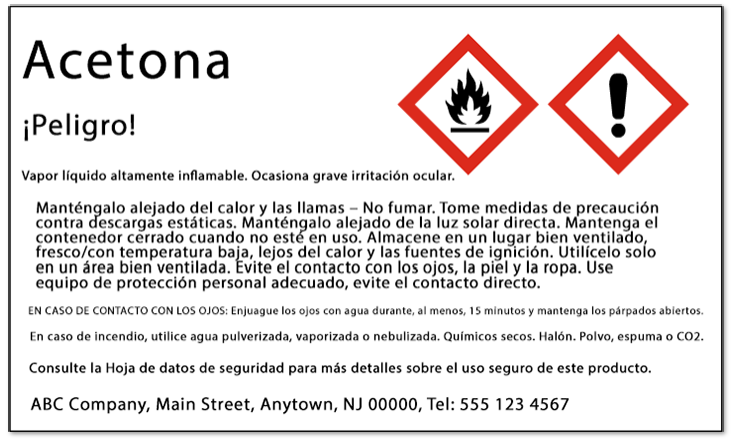 Acetona
¡Peligro!
Vapor líquido altamente inflamable. Ocasiona grave irritación ocular.
Manténgalo alejado del calor y las llamas – No fumar. Tome medidas de precaución
contra descargas estáticas. Manténgalo alejado de la luz solar directa. Mantenga el
contenedor cerrado cuando no esté en uso. Almacene en un lugar bien ventilado,
fresco/con temperatura baja, lejos del calor y las fuentes de ignición. Utilícelo solo
en un área bien ventilada. Evite el contacto con los ojos, la piel y la ropa. Use
equipo de protección personal adecuado, evite el contacto directo.
EN CASO DE CONTACTO CON LOS OJOS: Enjuague los ojos con agua durante, al menos, 15 minutos y mantenga los párpados abiertos.
En caso de incendio, utilice agua pulverizada, vaporizada o nebulizada. Químicos secos. Halón. Polvo, espuma o CO2.
Consulte la Hoja de datos de seguridad para más detalles sobre el uso seguro de este producto.
ABC Company, Main Street, Anytown, NJ 00000, Tel: 555 123 4567